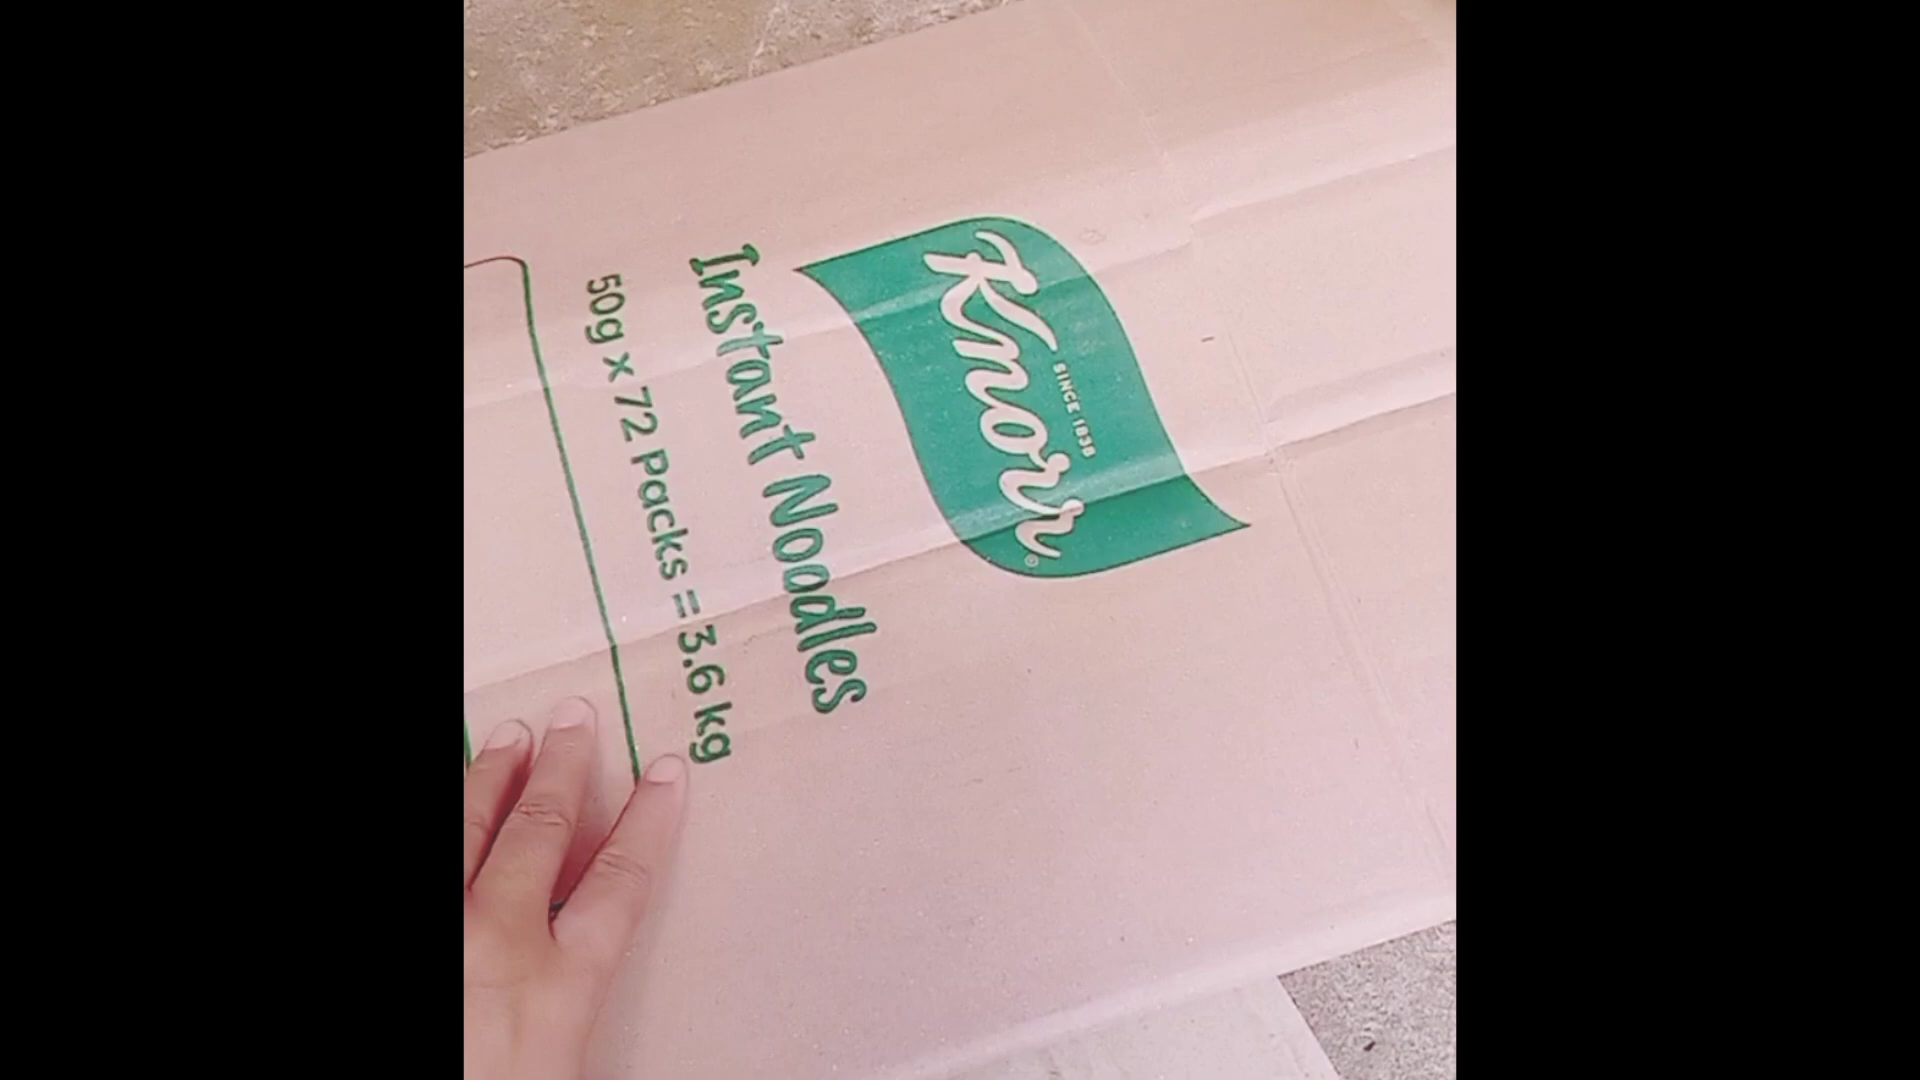 Knorr®
SINCE 1838
Instant Noodles
50g x 72 Packs = 3.6 kg